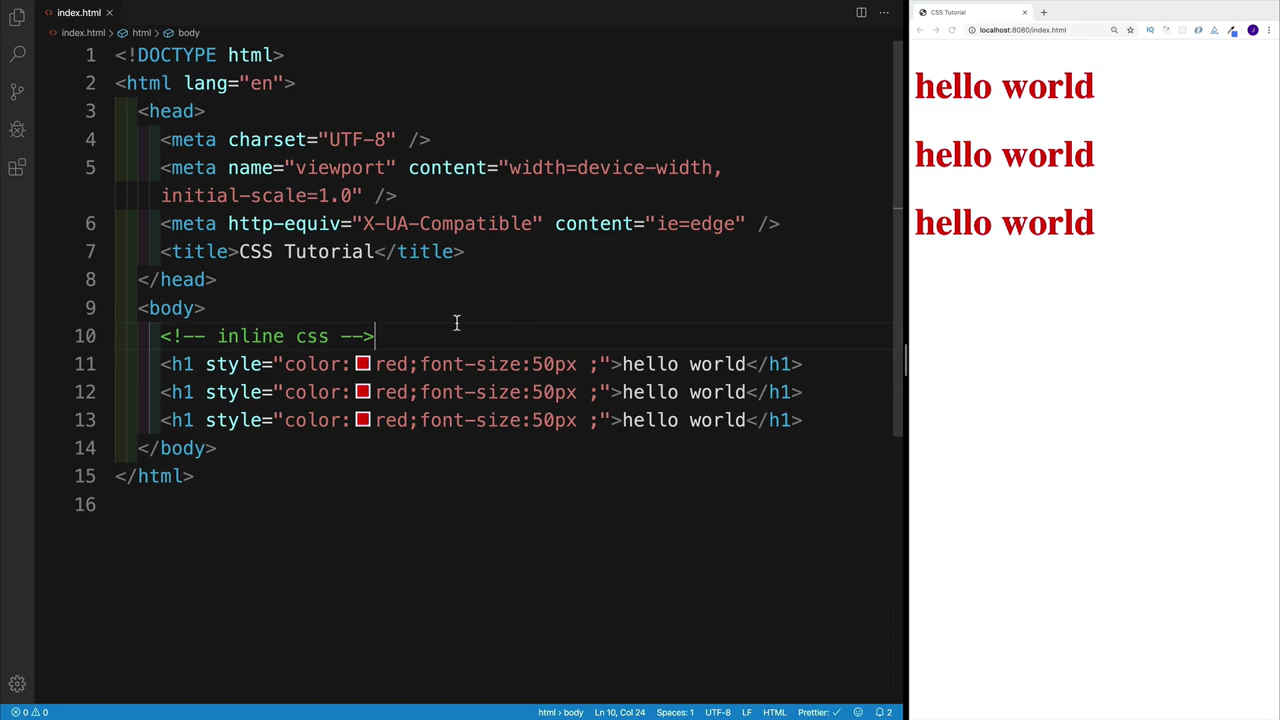 index.html
index.html html body
1 <!DOCTYPE html>
2 <html lang="en">
3 <head>
4 <meta charset="UTF-8" />
5 <meta name="viewport" content="width=device-width,
initial-scale=1.0" />
6 <meta http-equiv="X-UA-Compatible" content="ie=edge" />
7 <title>CSS Tutorial</title>
8 </head>
9 <body>
10 <!-- inline css -->
11 <h1 style="color:red;font-size:50px ;">hello world</h1>
12 <h1 style="color:red;font-size:50px ;">hello world</h1>
13 <h1 style="color:red;font-size:50px ;">hello world</h1>
14 </body>
15 </html>
16
0 0 html › body Ln 10, Col 24 Spaces: 1 UTF-8 LF HTML Prettier: ✓ 2
CSS Tutorial
localhost:8080/index.html J
hello world
hello world
hello world